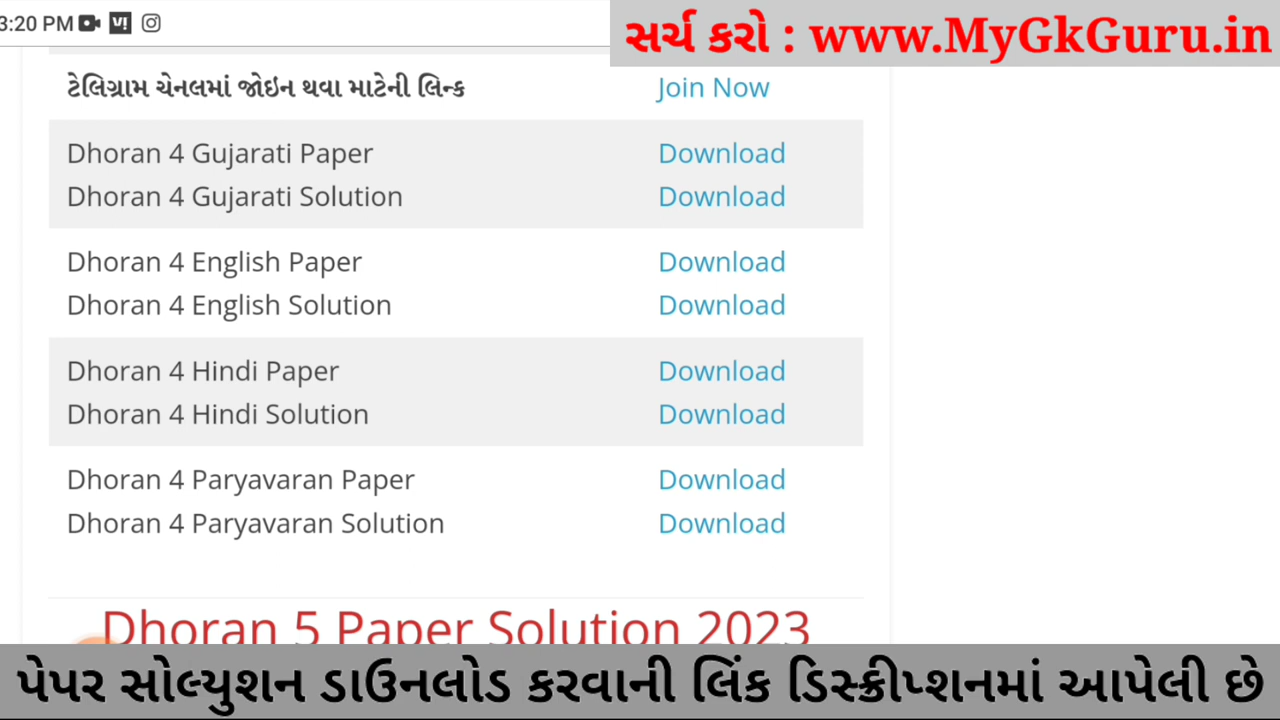 3:20 PM
સર્ચ કરો : www.MyGkGuru.in
ટેલિગ્રામ ચેનલમાં જોઇન થવા માટેની લિન્ક Join Now
Dhoran 4 Gujarati Paper Download
Dhoran 4 Gujarati Solution Download
Dhoran 4 English Paper Download
Dhoran 4 English Solution Download
Dhoran 4 Hindi Paper Download
Dhoran 4 Hindi Solution Download
Dhoran 4 Paryavaran Paper Download
Dhoran 4 Paryavaran Solution Download
Dhoran 5 Paper Solution 2023
પેપર સોલ્યુશન ડાઉનલોડ કરવાની લિંક ડિસ્ક્રીપ્શનમાં આપેલી છે